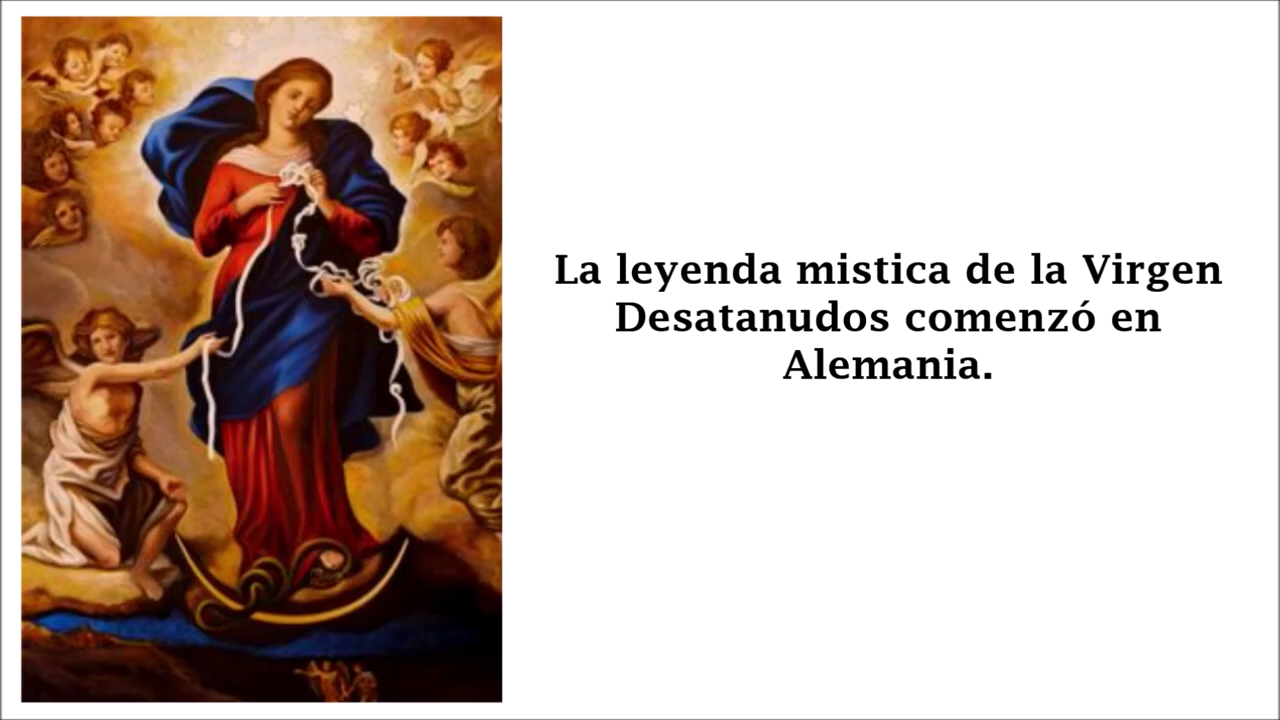 La leyenda mistica de la Virgen
Desatanudos comenzó en
Alemania.